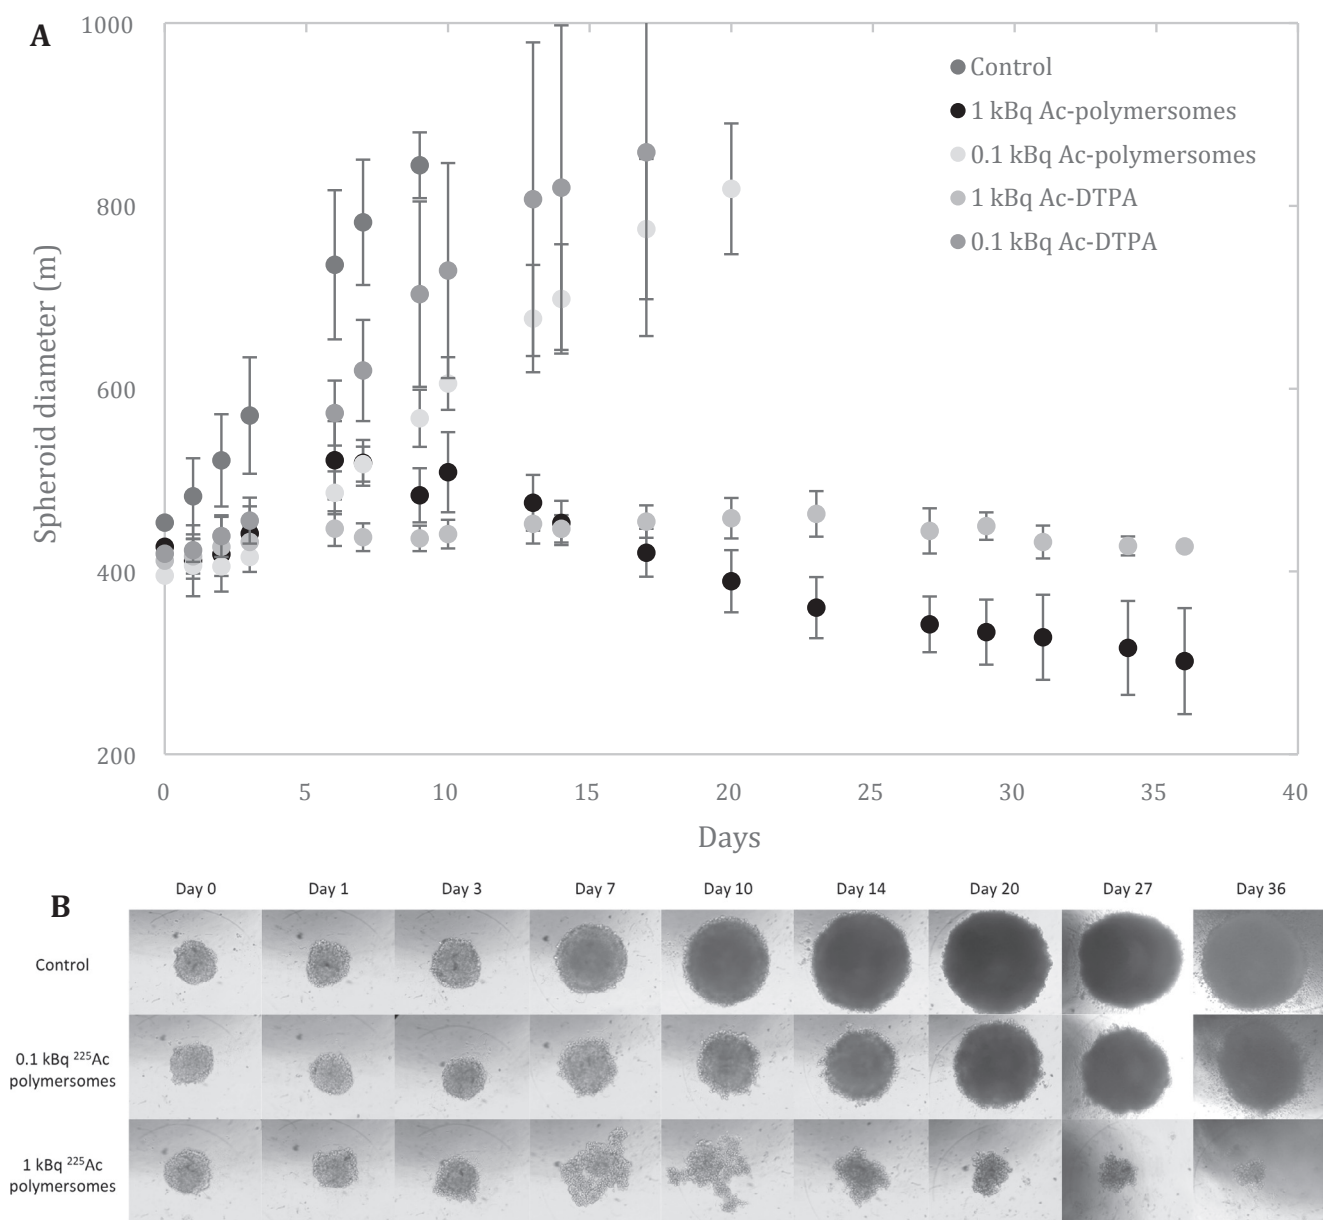 A
1000
800
600
400
200
Spheroid diameter (m)
Control
1 kBq Ac-polymersomes
0.1 kBq Ac-polymersomes
1 kBq Ac-DTPA
0.1 kBq Ac-DTPA
0 5 10 15 20 25 30 35 40
Days
B
Day 0 Day 1 Day 3 Day 7 Day 10 Day 14 Day 20 Day 27 Day 36
Control
0.1 kBq ²²⁵Ac
polymersomes
1 kBq ²²⁵Ac
polymersomes